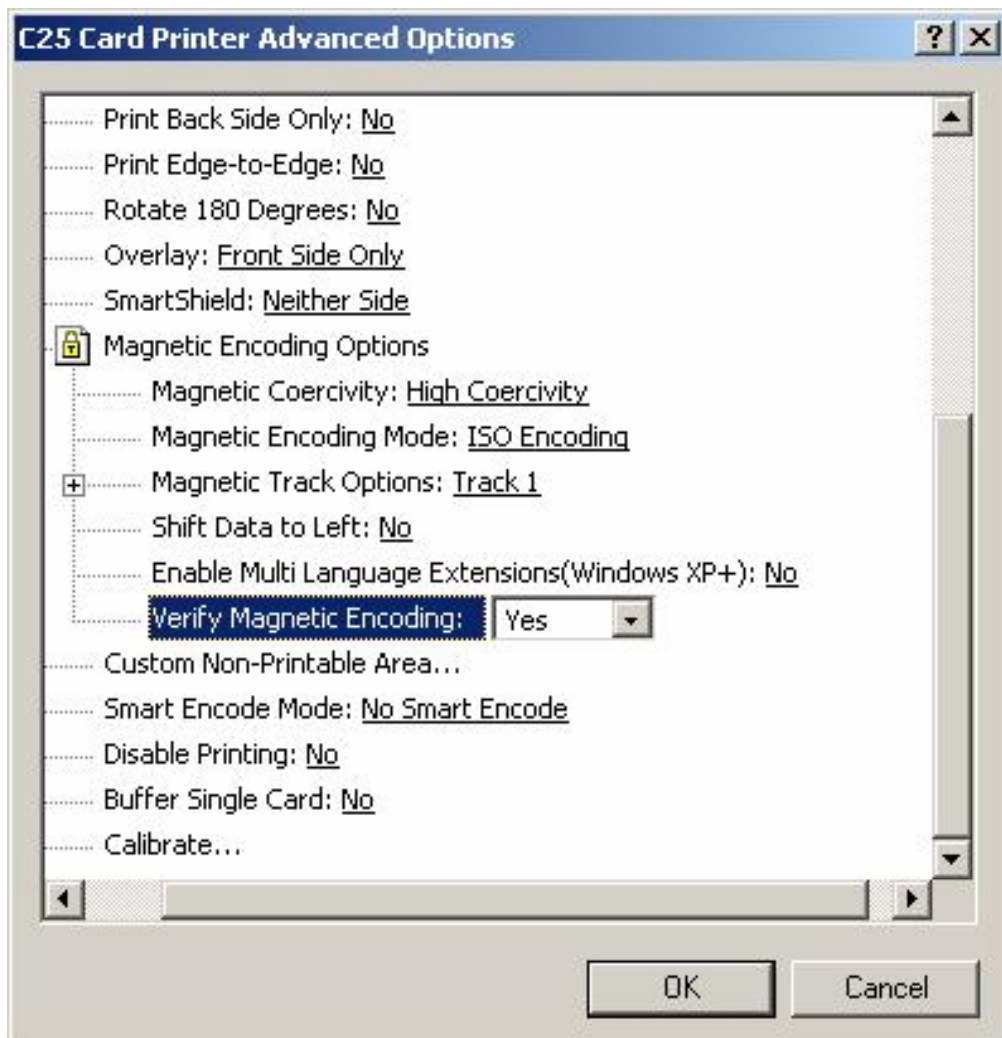 C25 Card Printer Advanced Options
Print Back Side Only: No
Print Edge-to-Edge: No
Rotate 180 Degrees: No
Overlay: Front Side Only
SmartShield: Neither Side
Magnetic Encoding Options
Magnetic Coercivity: High Coercivity
Magnetic Encoding Mode: ISO Encoding
Magnetic Track Options: Track 1
Shift Data to Left: No
Enable Multi Language Extensions(Windows XP+): No
Verify Magnetic Encoding: Yes
Custom Non-Printable Area...
Smart Encode Mode: No Smart Encode
Disable Printing: No
Buffer Single Card: No
Calibrate...
OK Cancel